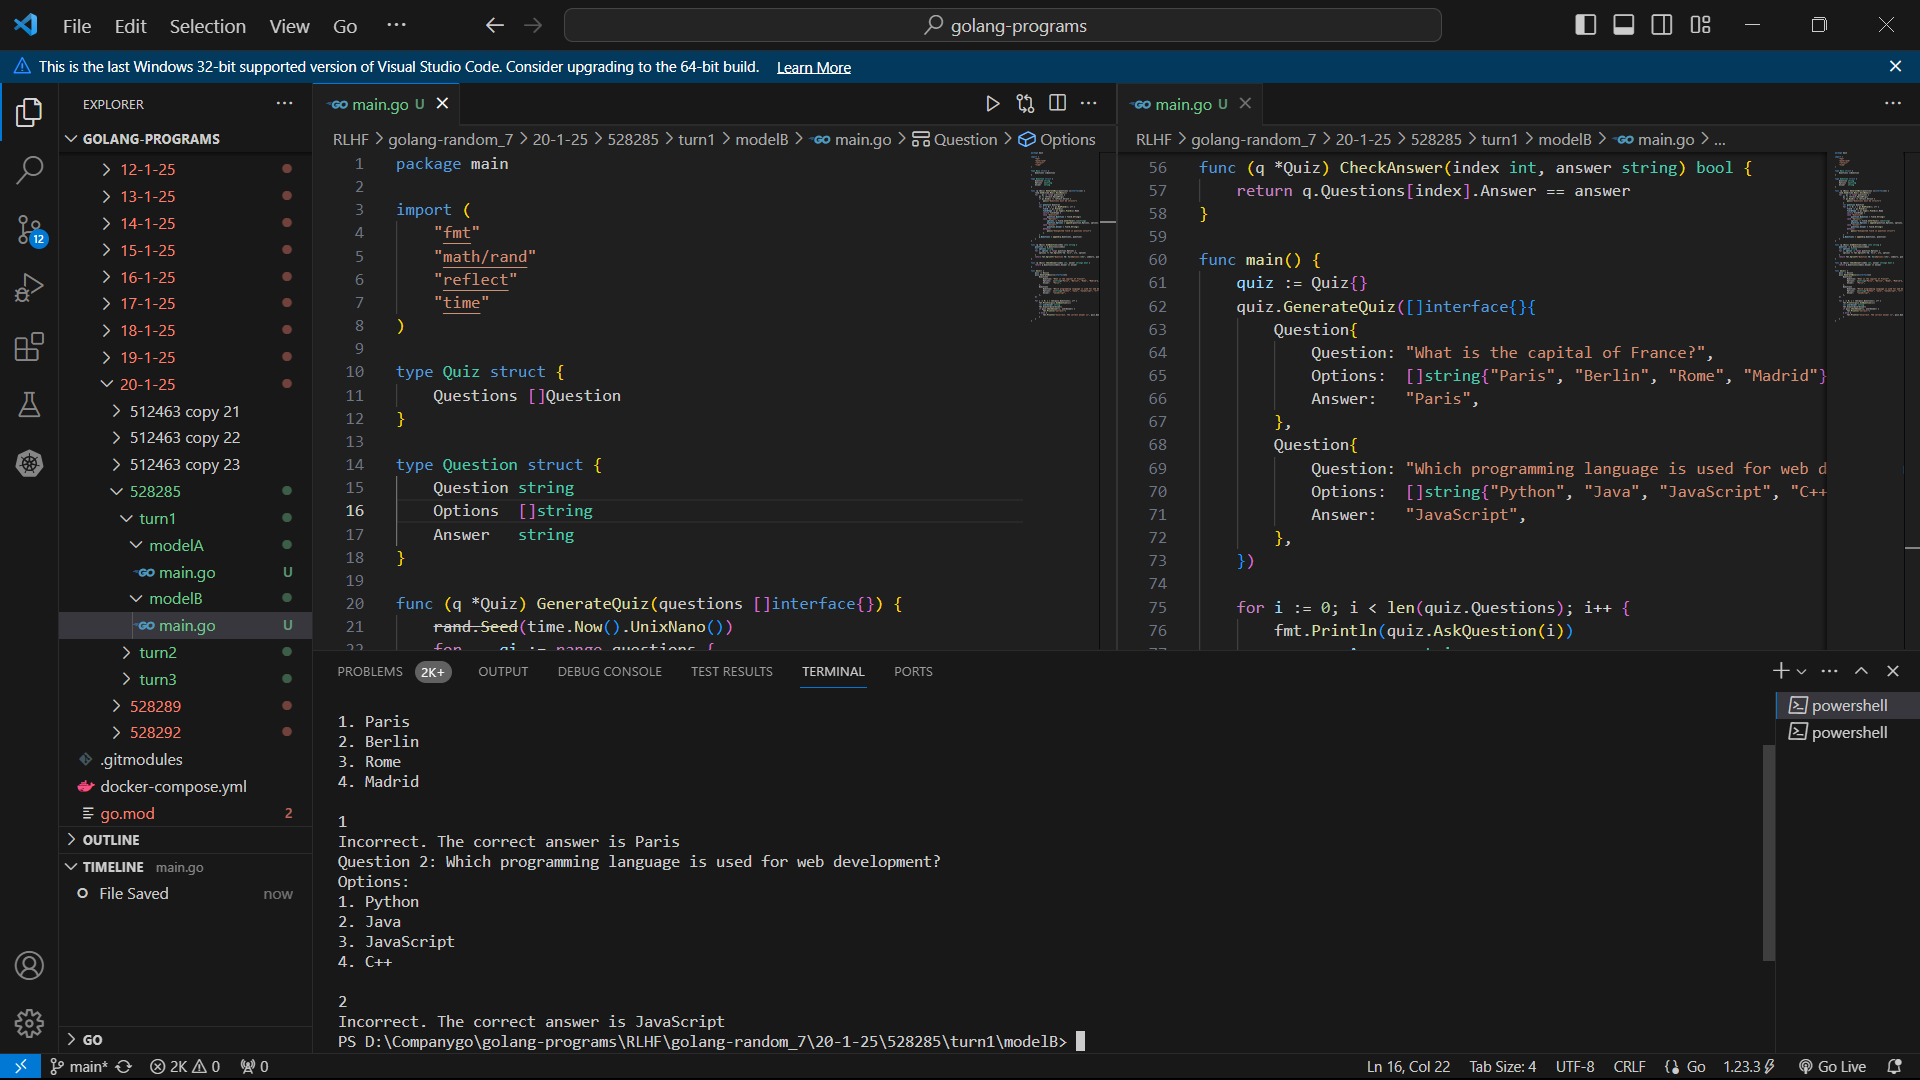 File Edit Selection View Go ··· golang-programs
This is the last Windows 32-bit supported version of Visual Studio Code. Consider upgrading to the 64-bit build. Learn More
EXPLORER ···
GOLANG-PROGRAMS
12-1-25
13-1-25
14-1-25
15-1-25
16-1-25
17-1-25
18-1-25
19-1-25
20-1-25
512463 copy 21
512463 copy 22
512463 copy 23
528285
turn1
modelA
main.go U
modelB
main.go U
turn2
turn3
528289
528292
.gitmodules
docker-compose.yml
go.mod 2
OUTLINE
TIMELINE main.go
File Saved now
GO
12
main.go U
RLHF > golang-random_7 > 20-1-25 > 528285 > turn1 > modelB > main.go > Question > Options
1 package main
2
3 import (
4 "fmt"
5 "math/rand"
6 "reflect"
7 "time"
8 )
9
10 type Quiz struct {
11 Questions []Question
12 }
13
14 type Question struct {
15 Question string
16 Options []string
17 Answer string
18 }
19
20 func (q *Quiz) GenerateQuiz(questions []interface{}) {
21 rand.Seed(time.Now().UnixNano())
main.go U
RLHF > golang-random_7 > 20-1-25 > 528285 > turn1 > modelB > main.go > ...
56 func (q *Quiz) CheckAnswer(index int, answer string) bool {
57 return q.Questions[index].Answer == answer
58 }
59
60 func main() {
61 quiz := Quiz{}
62 quiz.GenerateQuiz([]interface{}{
63 Question{
64 Question: "What is the capital of France?",
65 Options: []string{"Paris", "Berlin", "Rome", "Madrid"}
66 Answer: "Paris",
67 },
68 Question{
69 Question: "Which programming language is used for web d
70 Options: []string{"Python", "Java", "JavaScript", "C++
71 Answer: "JavaScript",
72 },
73 })
74
75 for i := 0; i < len(quiz.Questions); i++ {
76 fmt.Println(quiz.AskQuestion(i))
PROBLEMS 2K+ OUTPUT DEBUG CONSOLE TEST RESULTS TERMINAL PORTS
powershell
powershell
1. Paris
2. Berlin
3. Rome
4. Madrid
1
Incorrect. The correct answer is Paris
Question 2: Which programming language is used for web development?
Options:
1. Python
2. Java
3. JavaScript
4. C++
2
Incorrect. The correct answer is JavaScript
PS D:\Companygo\golang-programs\RLHF\golang-random_7\20-1-25\528285\turn1\modelB>
main* 2K 0 0 Ln 16, Col 22 Tab Size: 4 UTF-8 CRLF Go 1.23.3 Go Live